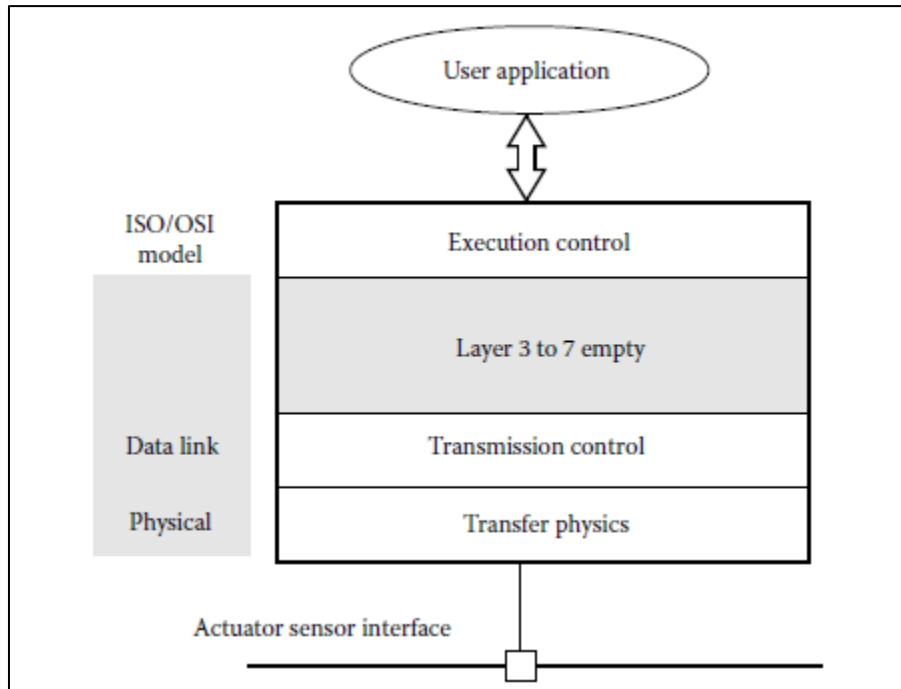 User application
ISO/OSI
model
Execution control
Layer 3 to 7 empty
Data link
Transmission control
Physical
Transfer physics
Actuator sensor interface